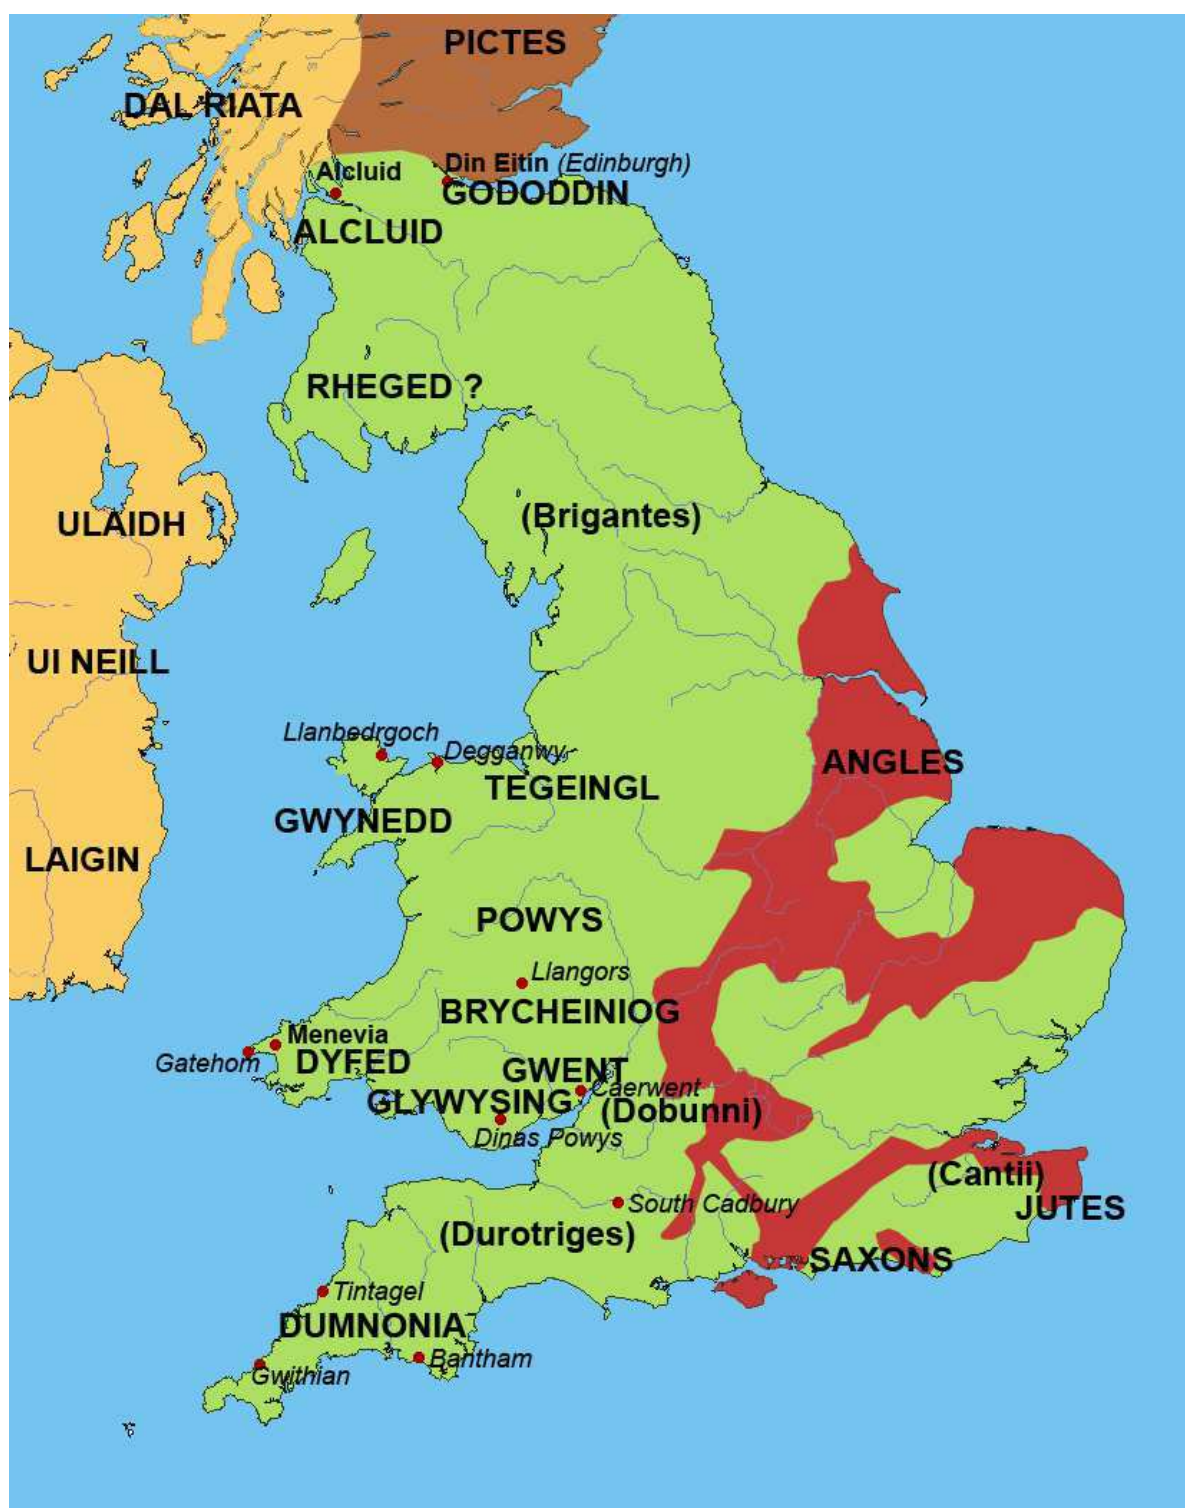 PICTES
DAL RIATA
Alcluid
Din Eitin (Edinburgh)
GODODDIN
ALCLUID
RHEGED ?
(Brigantes)
ULAIDH
UI NEILL
Llanbedrgoch
Degganwy
ANGLES
TEGEINGL
GWYNEDD
LAIGIN
POWYS
Llangors
BRYCHEINIOG
Menevia
Gatehom
DYFED
GWENT
Caerwent
GLYWYSING
(Dobunni)
Dinas Powys
(Cantii)
JUTES
South Cadbury
(Durotriges)
SAXONS
Tintagel
DUMNONIA
Bantham
Gwithian